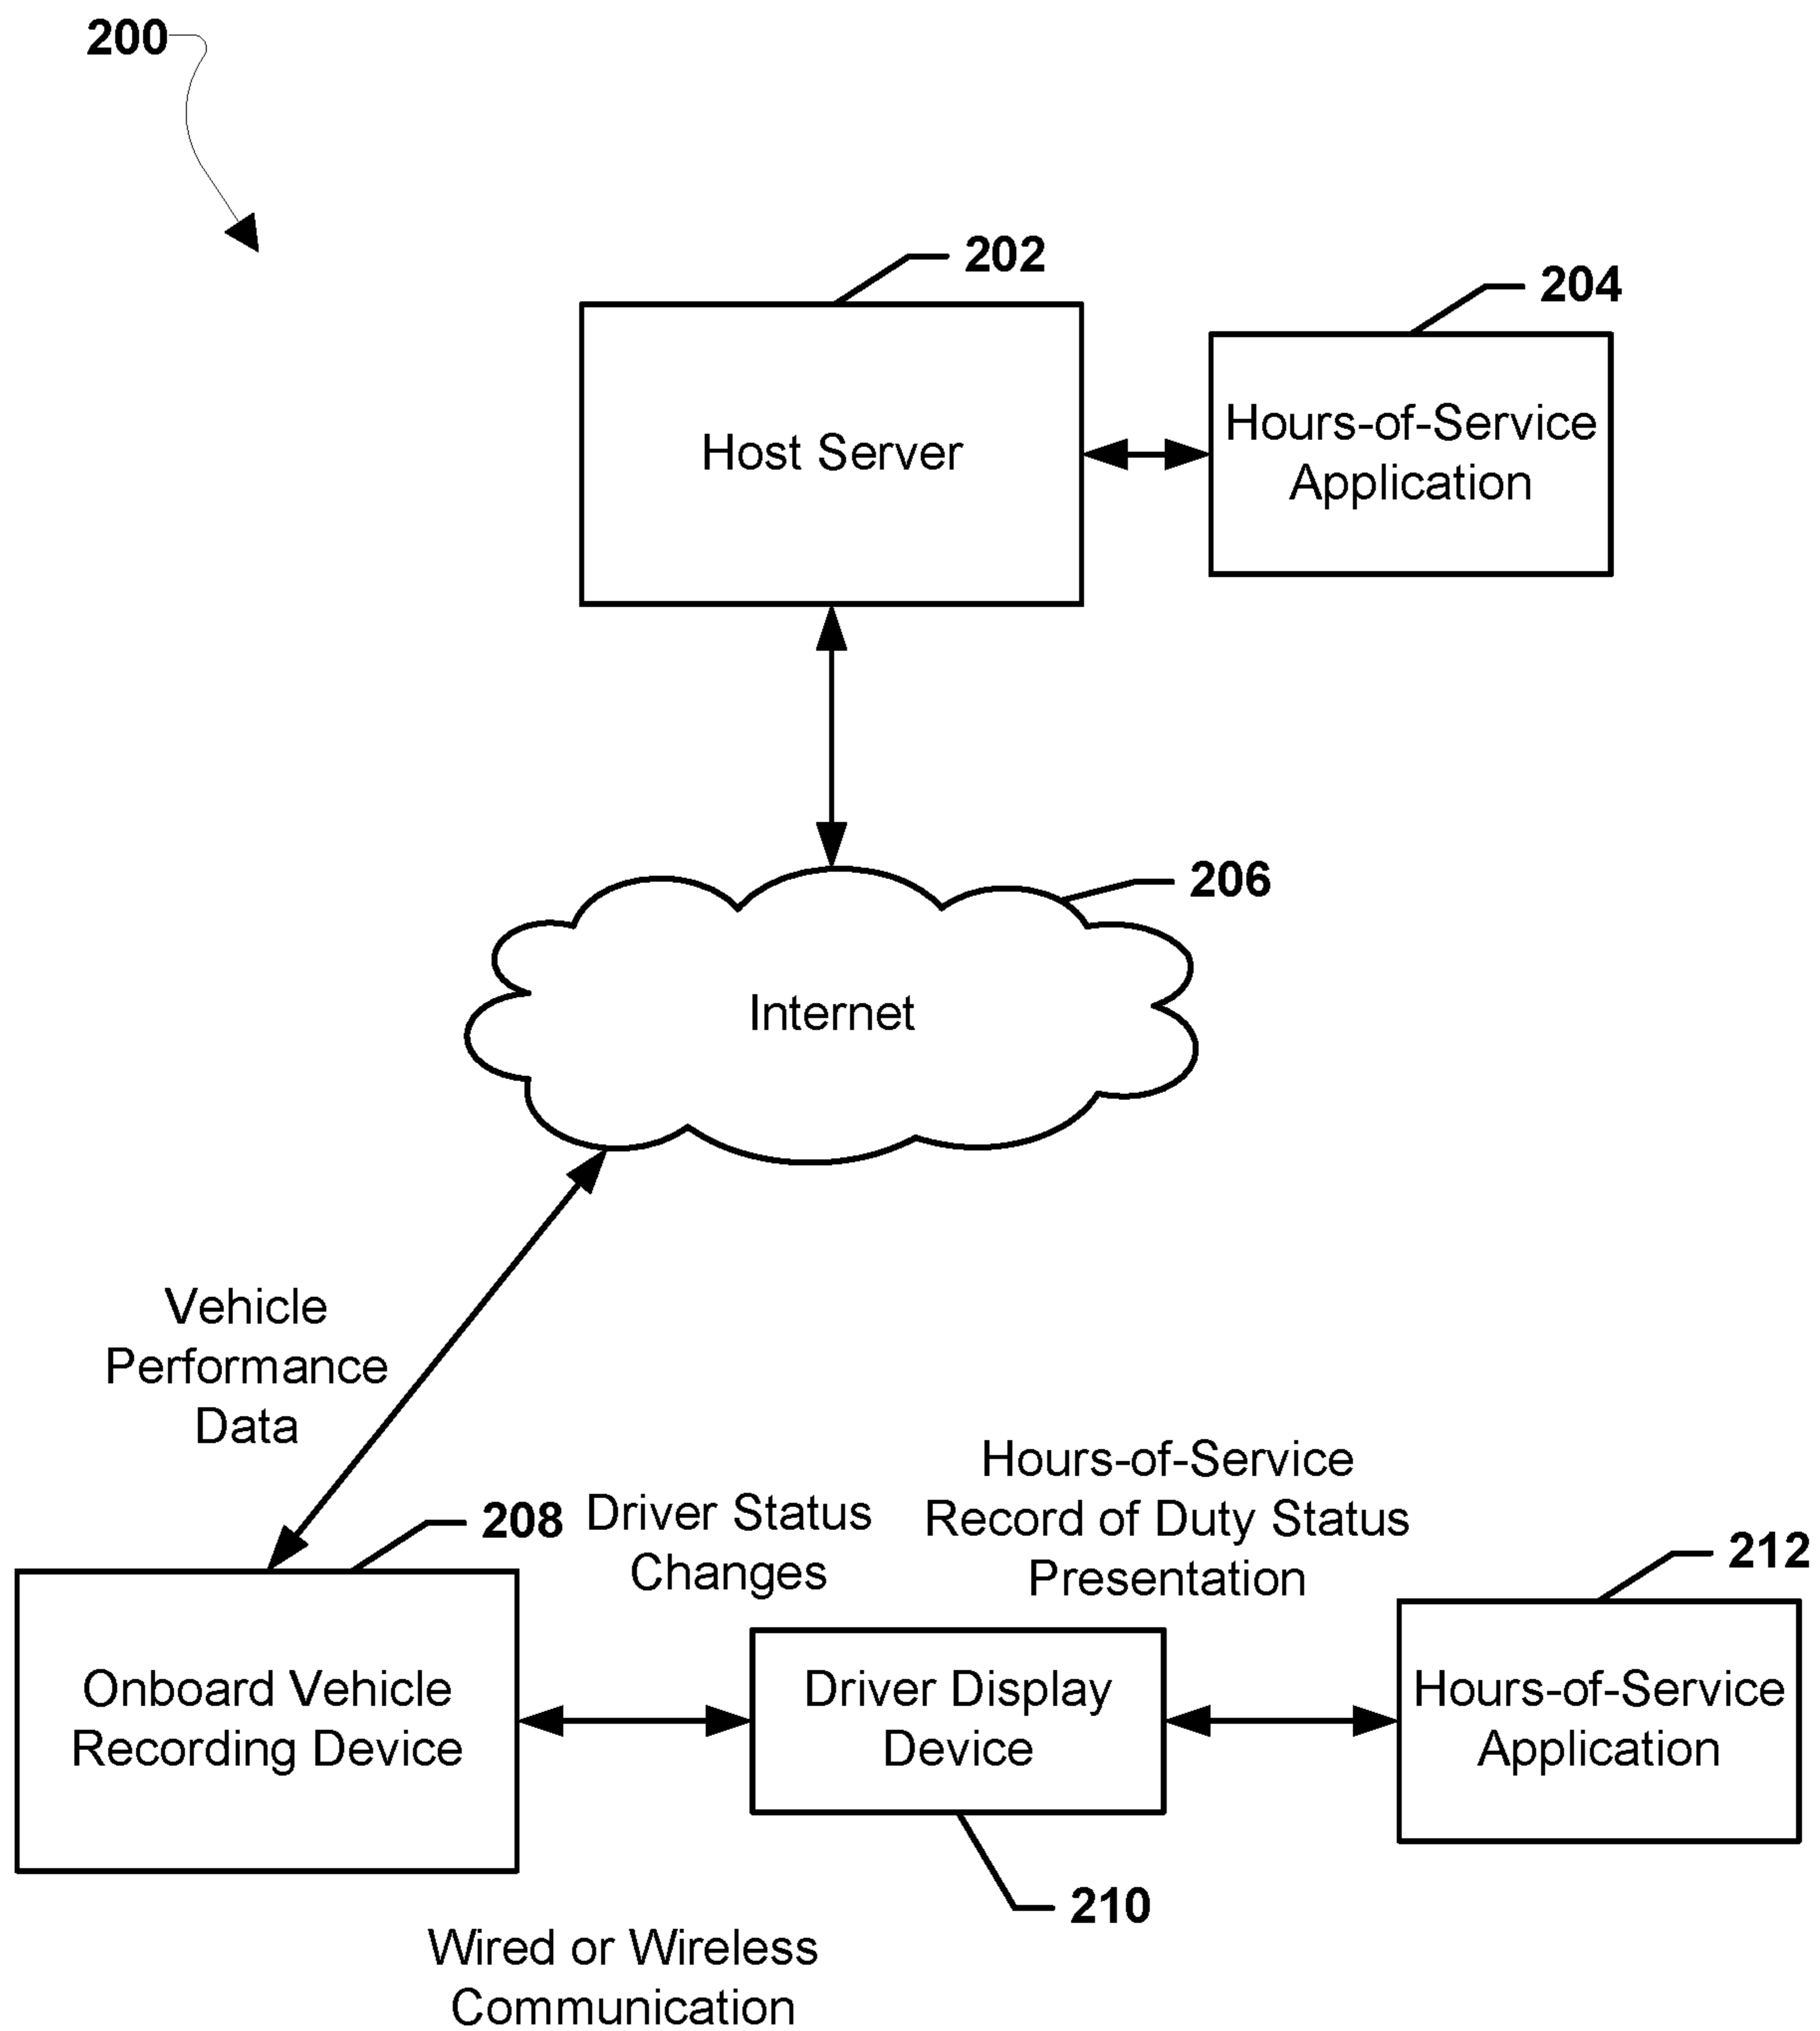 200
202
204
Host Server
Hours-of-Service
Application
206
Internet
Vehicle
Performance
Data
208
Driver Status
Changes
Hours-of-Service
Record of Duty Status
Presentation
212
Onboard Vehicle
Recording Device
Driver Display
Device
Hours-of-Service
Application
210
Wired or Wireless
Communication